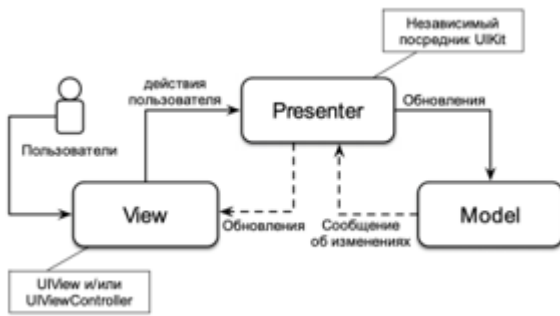 Независимый
посредник UIKit
действия
пользователя
Presenter
Обновления
Пользователи
View
Обновления
Сообщение
об изменениях
Model
UIView и/или
UIViewController